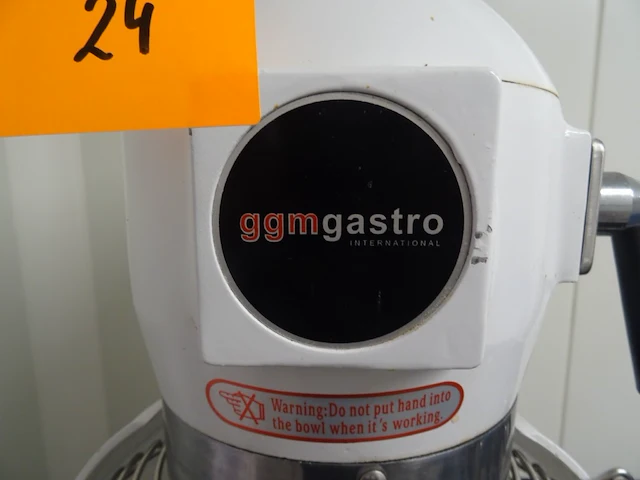 24
ggmgastro
INTERNATIONAL
Warning:Do not put hand into
the bowl when it's working.